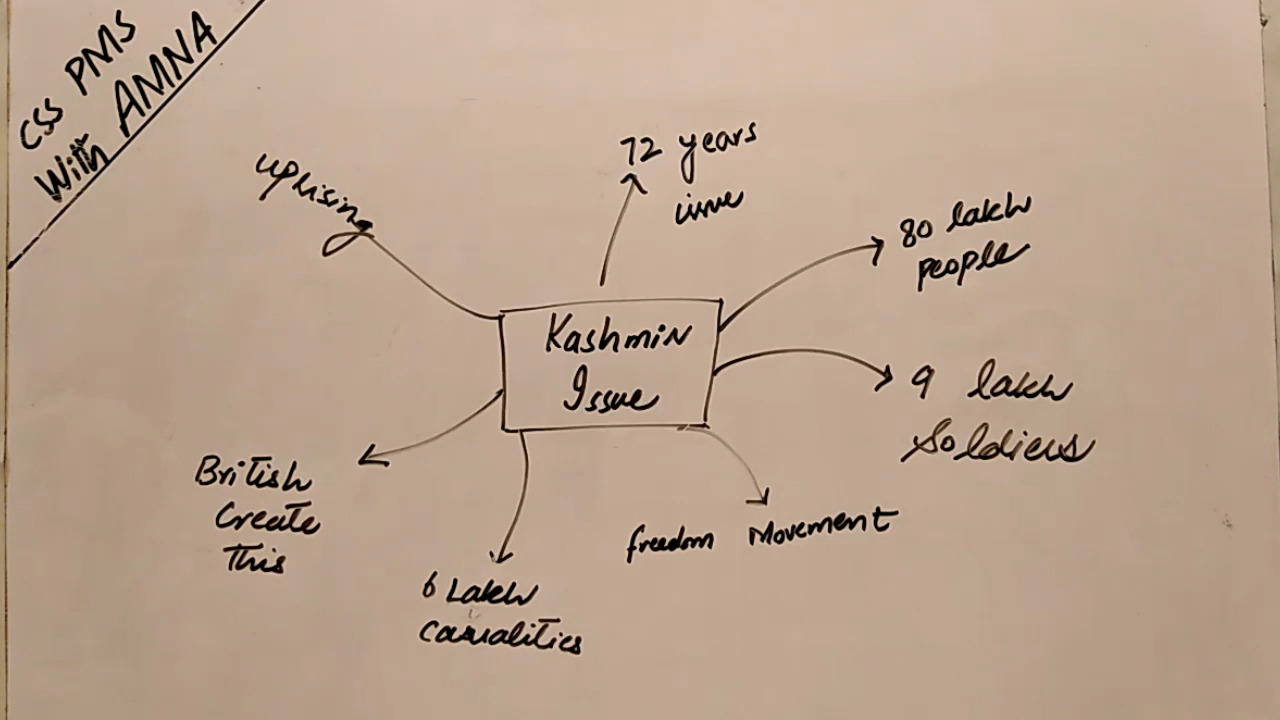 CSS PMS
With AMNA
Uprising
72 years
issue
80 lakh
people
Kashmir
Issue
9 lakh
Soldiers
British
Create
This
freedom Movement
6 Lakh
Casualities